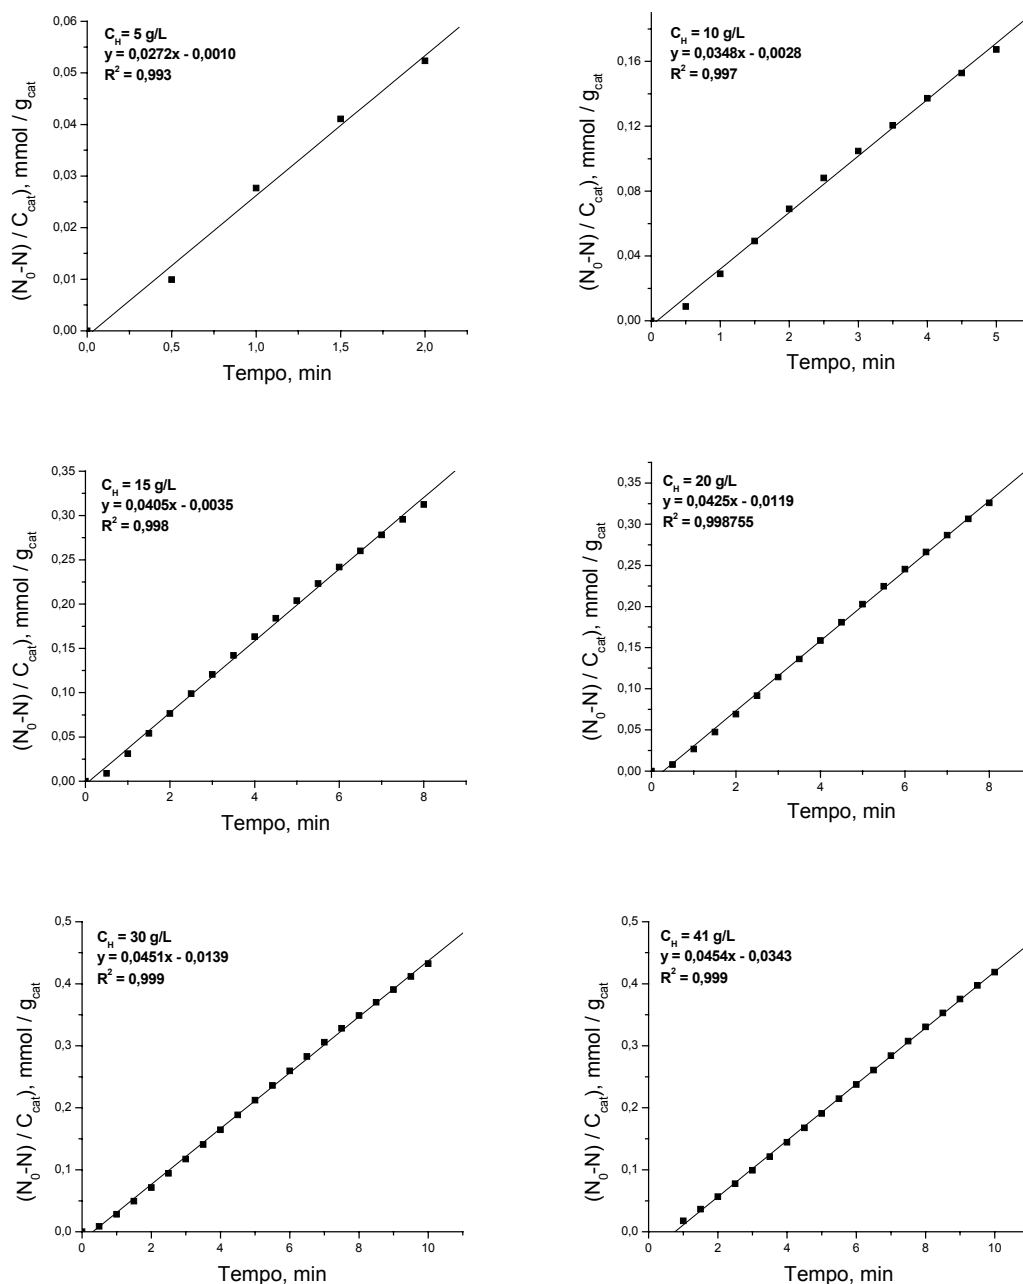 C_H = 5 g/L
y = 0,0272x - 0,0010
R² = 0,993
0,06
0,05
0,04
0,03
0,02
0,01
0,00
(N₀-N) / C_cat), mmol / g_cat
0,0 0,5 1,0 1,5 2,0
Tempo, min
C_H = 10 g/L
y = 0,0348x - 0,0028
R² = 0,997
0,16
0,12
0,08
0,04
0,00
(N₀-N) / C_cat), mmol / g_cat
0 1 2 3 4 5
Tempo, min
C_H = 15 g/L
y = 0,0405x - 0,0035
R² = 0,998
0,35
0,30
0,25
0,20
0,15
0,10
0,05
0,00
(N₀-N) / C_cat), mmol / g_cat
0 2 4 6 8
Tempo, min
C_H = 20 g/L
y = 0,0425x - 0,0119
R² = 0,998755
0,35
0,30
0,25
0,20
0,15
0,10
0,05
0,00
(N₀-N) / C_cat), mmol / g_cat
0 2 4 6 8
Tempo, min
C_H = 30 g/L
y = 0,0451x - 0,0139
R² = 0,999
0,5
0,4
0,3
0,2
0,1
0,0
(N₀-N) / C_cat), mmol / g_cat
0 2 4 6 8 10
Tempo, min
C_H = 41 g/L
y = 0,0454x - 0,0343
R² = 0,999
0,5
0,4
0,3
0,2
0,1
0,0
(N₀-N) / C_cat), mmol / g_cat
0 2 4 6 8 10
Tempo, min